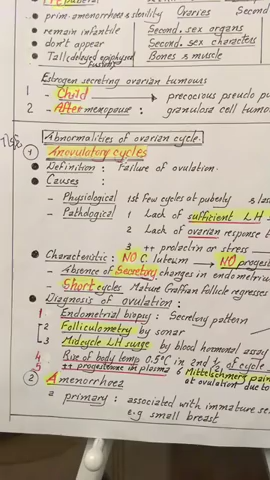 Prepuberal
prim. amenorrhoea & sterility Ovaries Second
remain infantile Second. sex organs
don't appear Second. sex characters
Tall (delayed epiphyseal Bones & muscle
Estrogen secreting ovarian tumours
1 - Child → precocious pseudo pu
2 - After menopause: granulosa cell tumo
Abnormalities of ovarian cycle.
① Anovulatory cycles
Definition: Failure of ovulation.
Causes:
- Physiological 1st few cycles at puberty & las
- Pathological 1 Lack of sufficient LH s
2 Lack of ovarian response t
3 ++ prolactin or stress
Characteristic: NO C. luteum → NO proges
- Absence of Secretory changes in endometriu
- Short cycles Mature Graffian follicle regresses
Diagnosis of ovulation:
1 Endometrial biopsy: Secretory pattern
2 Folliculometry by sonar
3 Midcycle LH surge by blood hormonal assay
4 Rise of body temp 0.5°C in 2nd ½ of cycle
5 ++ progesterone in plasma 6 Mittelschmerz pain
at ovulation due to
② Amenorrhoea
a primary: associated with immature se
e.g small breast